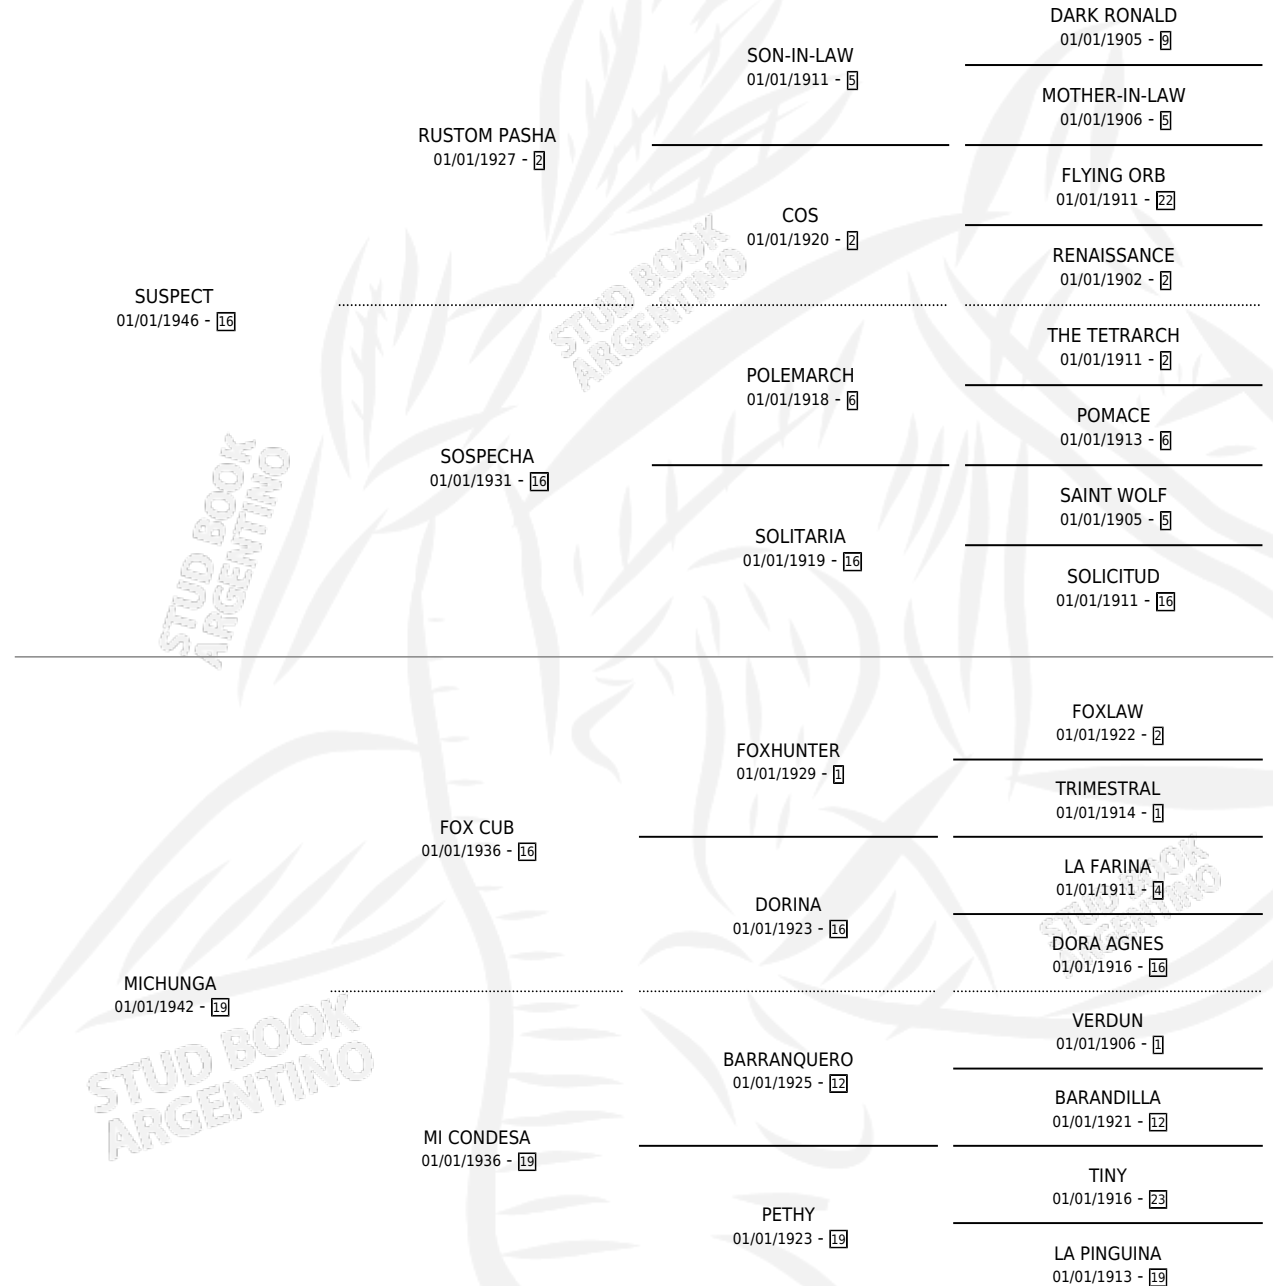 DARK RONALD
01/01/1905 - 9
SON-IN-LAW
01/01/1911 - 5
MOTHER-IN-LAW
01/01/1906 - 5
RUSTOM PASHA
01/01/1927 - 2
FLYING ORB
01/01/1911 - 22
COS
01/01/1920 - 2
RENAISSANCE
01/01/1902 - 2
SUSPECT
01/01/1946 - 16
THE TETRARCH
01/01/1911 - 2
POLEMARCH
01/01/1918 - 6
POMACE
01/01/1913 - 6
SOSPECHA
01/01/1931 - 16
SAINT WOLF
01/01/1905 - 5
SOLITARIA
01/01/1919 - 16
SOLICITUD
01/01/1911 - 16
STUD BOOK
ARGENTINO
STUD BOOK
ARGENTINO
FOXLAW
01/01/1922 - 2
FOXHUNTER
01/01/1929 - 1
TRIMESTRAL
01/01/1914 - 1
FOX CUB
01/01/1936 - 16
LA FARINA
01/01/1911 - 4
DORINA
01/01/1923 - 16
DORA AGNES
01/01/1916 - 16
STUD BOOK
ARGENTINO
MICHUNGA
01/01/1942 - 19
VERDUN
01/01/1906 - 1
BARRANQUERO
01/01/1925 - 12
BARANDILLA
01/01/1921 - 12
STUD BOOK
ARGENTINO
MI CONDESA
01/01/1936 - 19
TINY
01/01/1916 - 23
PETHY
01/01/1923 - 19
LA PINGUINA
01/01/1913 - 19